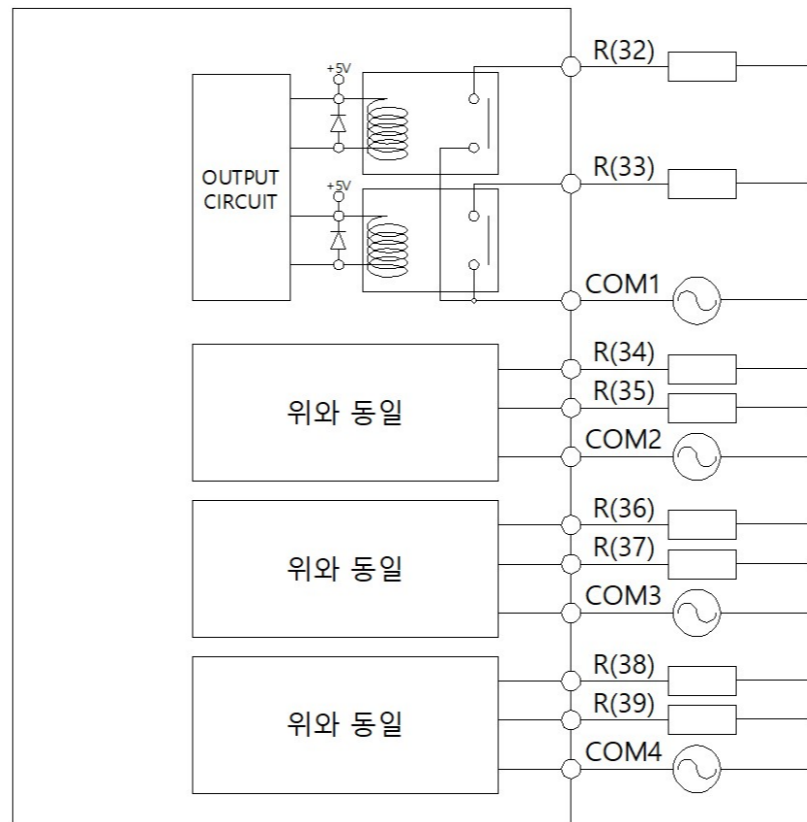 R(32)
+5V
OUTPUT
CIRCUIT
R(33)
+5V
COM1
R(34)
위와 동일
R(35)
COM2
R(36)
위와 동일
R(37)
COM3
R(38)
위와 동일
R(39)
COM4